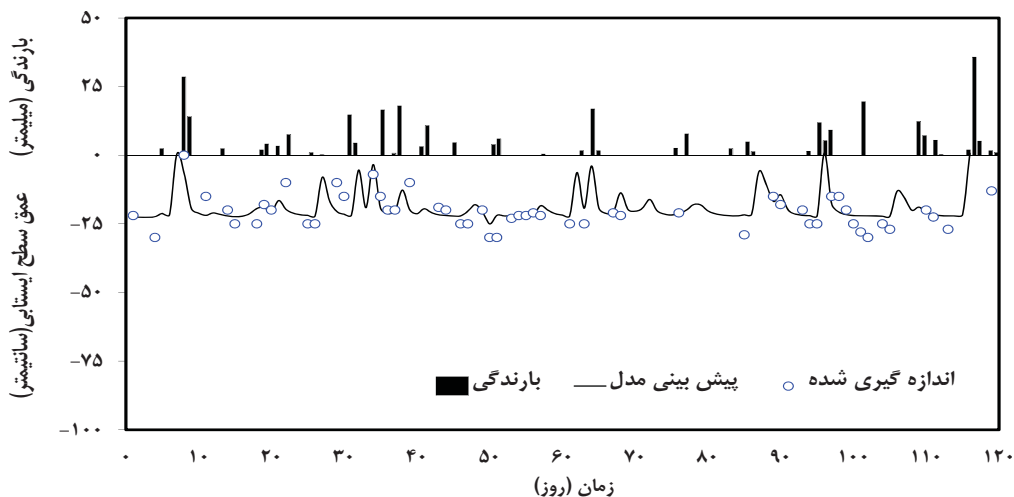 ۵۰
۲۵
۰
-۲۵
-۵۰
-۷۵
-۱۰۰
بارندگی (میلیمتر)
عمق سطح ایستابی(سانتیمتر)
اندازه گیری شده
پیش بینی مدل
بارندگی
۰ ۱۰ ۲۰ ۳۰ ۴۰ ۵۰ ۶۰ ۷۰ ۸۰ ۹۰ ۱۰۰ ۱۱۰ ۱۲۰
زمان (روز)